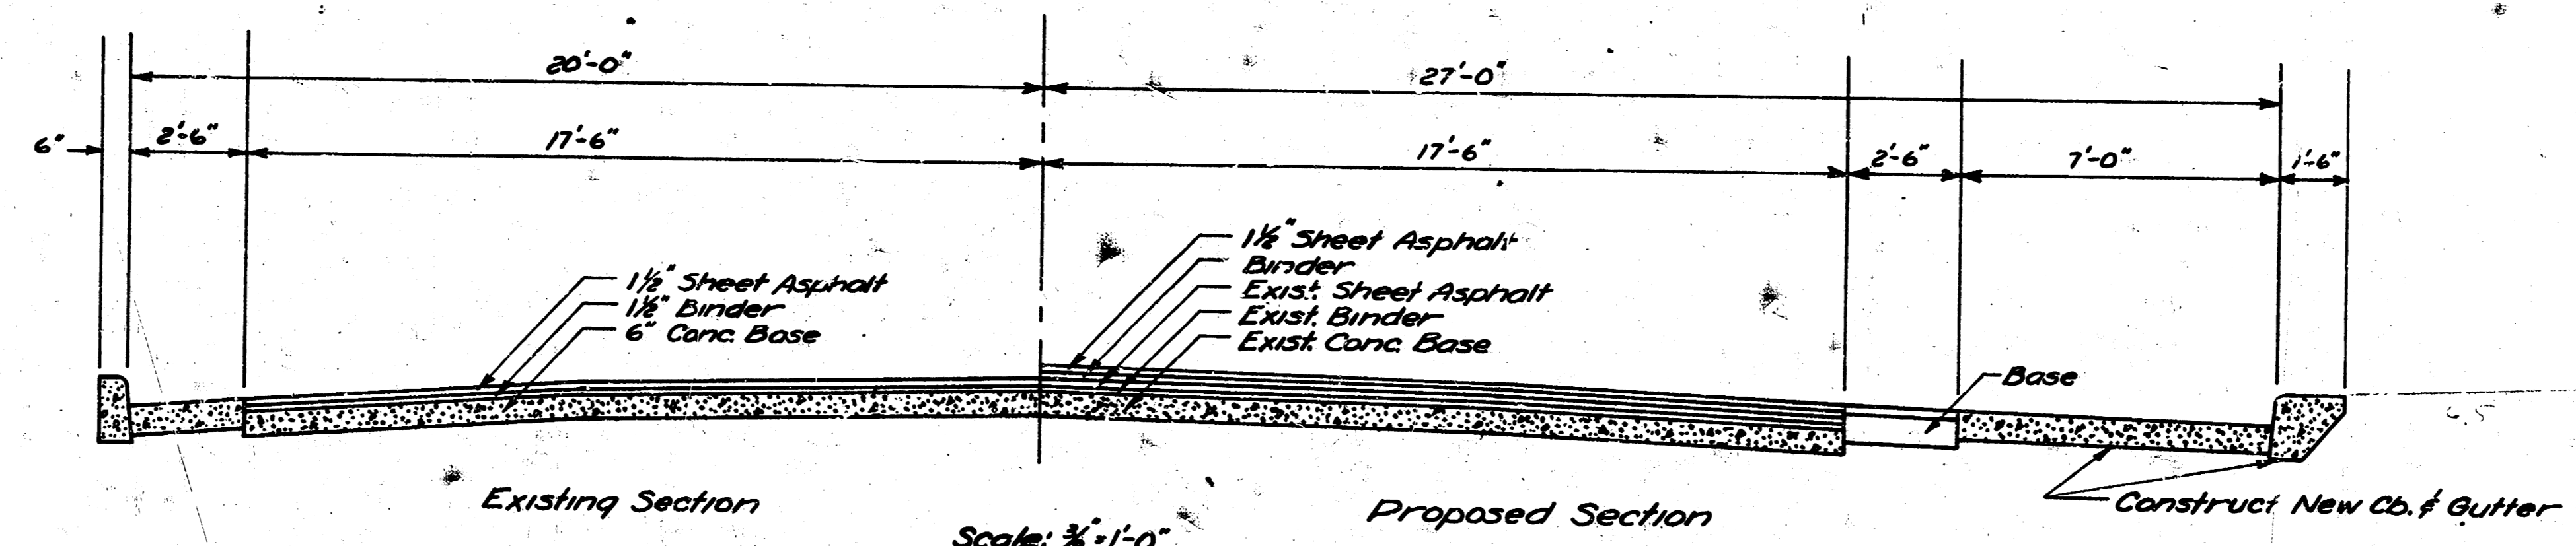 20'-0"
27'-0"
6"
2'-6"
17'-6"
17'-6"
2'-6"
7'-0"
1'-6"
1½" Sheet Asphalt
1½" Binder
6" Conc. Base
1½" Sheet Asphalt
Binder
Exist. Sheet Asphalt
Exist. Binder
Exist. Conc. Base
Base
Existing Section
Proposed Section
Construct New Cb. & Gutter
Scale: =1'-0"